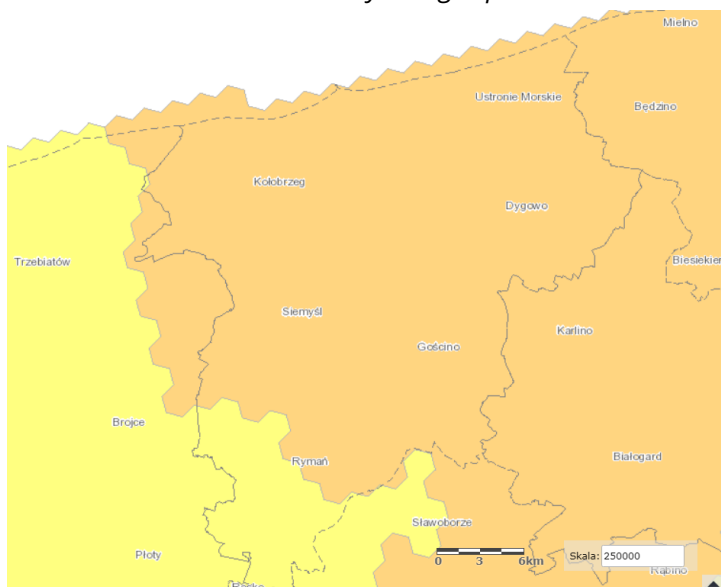 Mielno
Ustronie Morskie
Będzino
Kołobrzeg
Dygowo
Trzebiatów
Biesiekier
Siemyśl
Karlino
Gościno
Brojce
Rymań
Białogard
Sławoborze
Płoty
0 3 6km
Skala: 250000
Rąbino